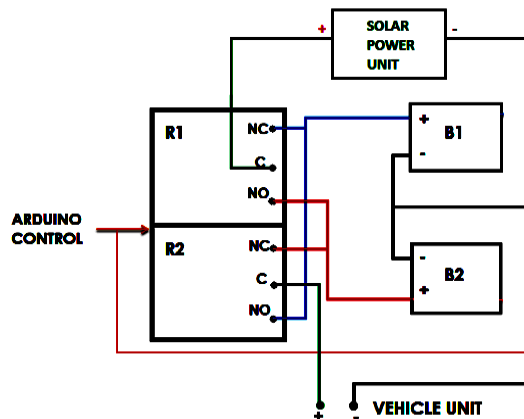 +
SOLAR
POWER
UNIT
-
R1
NC
C
NO
+
B1
-
ARDUINO
CONTROL
R2
NC
C
NO
-
B2
+
+
-
VEHICLE UNIT